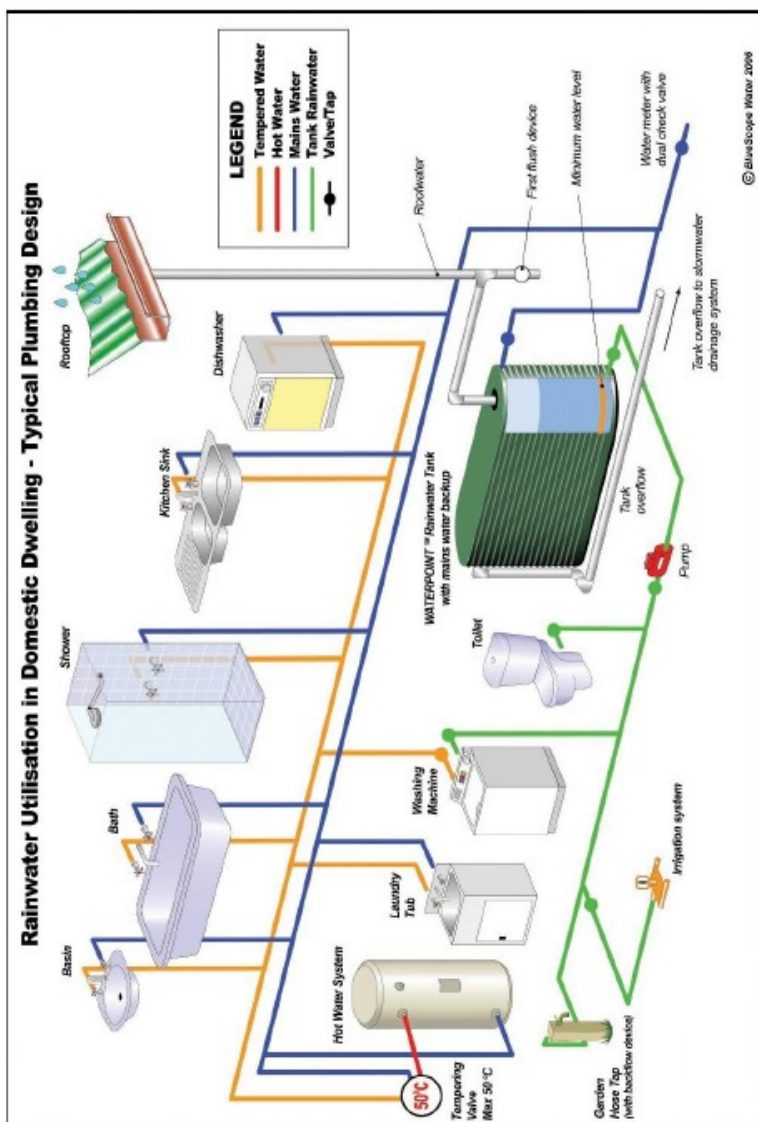 Rainwater Utilisation in Domestic Dwelling - Typical Plumbing Design
Rooftop
LEGEND
Tempered Water
Hot Water
Mains Water
Tank Rainwater
Valve/Tap
Basin
Bath
Shower
Kitchen Sink
Dishwasher
Roofwater
First flush device
Minimum water level
Water meter with
dual check valve
Hot Water System
50°C
Tempering
Valve
Max 50°C
Laundry
Tub
Washing
Machine
Toilet
WATERPOINT™ Rainwater Tank
with mains water backup
Tank
overflow
Tank overflow to stormwater
drainage system
Pump
Irrigation system
Garden
Hose Tap
(with backflow device)
© BlueScope Water 2006